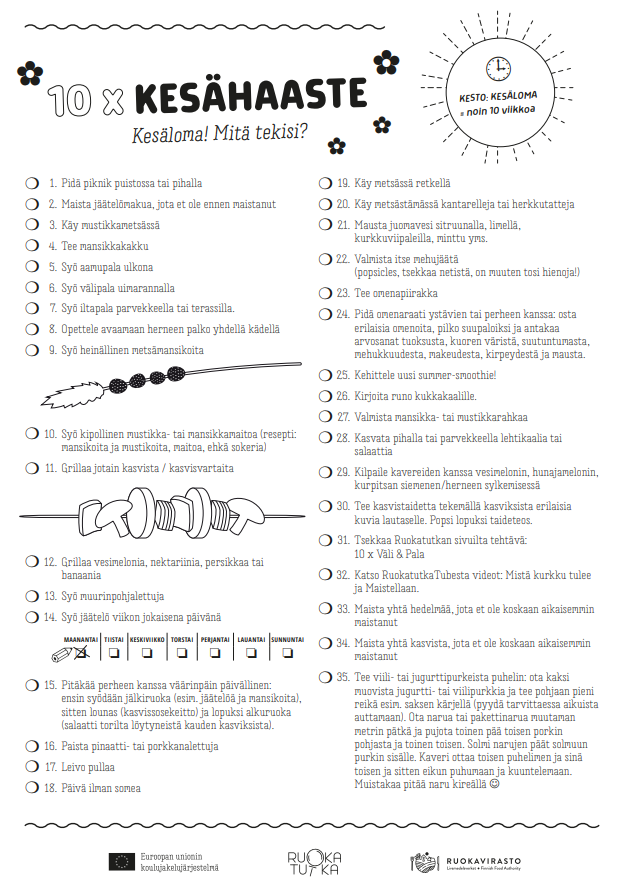 10 x KESÄHAASTE
Kesäloma! Mitä tekisi?
KESTO: KESÄLOMA
= noin 10 viikkoa
1. Pidä piknik puistossa tai pihalla
2. Maista jäätelömakua, jota et ole ennen maistanut
3. Käy mustikkametsässä
4. Tee mansikkakakku
5. Syö aamupala ulkona
6. Syö välipala uimarannalla
7. Syö iltapala parvekkeella tai terassilla.
8. Opettele avaamaan herneen palko yhdellä kädellä
9. Syö heinällinen metsämansikoita
10. Syö kipollinen mustikka- tai mansikkamaitoa (resepti:
mansikoita ja mustikoita, maitoa, ehkä sokeria)
11. Grillaa jotain kasvista / kasvisvartaita
12. Grillaa vesimelonia, nektariinia, persikkaa tai
banaania
13. Syö muurinpohjalettuja
14. Syö jäätelö viikon jokaisena päivänä
MAANANTAI TIISTAI KESKIVIIKKO TORSTAI PERJANTAI LAUANTAI SUNNUNTAI
15. Pitäkää perheen kanssa väärinpäin päivällinen:
ensin syödään jälkiruoka (esim. jäätelöä ja mansikoita),
sitten lounas (kasvissosekeitto) ja lopuksi alkuruoka
(salaatti torilta löytyneistä kauden kasviksista).
16. Paista pinaatti- tai porkkanalettuja
17. Leivo pullaa
18. Päivä ilman somea
19. Käy metsässä retkellä
20. Käy metsästämässä kantarelleja tai herkkutatteja
21. Mausta juomavesi sitruunalla, limellä,
kurkkuviipaleilla, minttu yms.
22. Valmista itse mehujäätä
(popsicles, tsekkaa netistä, on muuten tosi hienoja!)
23. Tee omenapiirakka
24. Pidä omenaraati ystävien tai perheen kanssa: osta
erilaisia omenoita, pilko suupaloiksi ja antakaa
arvosanat tuoksusta, kuoren väristä, suutuntumasta,
mehukkuudesta, makeudesta, kirpeydestä ja mausta.
25. Kehittele uusi summer-smoothie!
26. Kirjoita runo kukkakaalille.
27. Valmista mansikka- tai mustikkarahkaa
28. Kasvata pihalla tai parvekkeella lehtikaalia tai
salaattia
29. Kilpaile kavereiden kanssa vesimelonin, hunajamelonin,
kurpitsan siemenen/herneen sylkemisessä
30. Tee kasvistaidetta tekemällä kasviksista erilaisia
kuvia lautaselle. Popsi lopuksi taideteos.
31. Tsekkaa Ruokatutkan sivuilta tehtävä:
10 x Väli & Pala
32. Katso RuokatutkaTubesta videot: Mistä kurkku tulee
ja Maistellaan.
33. Maista yhtä hedelmää, jota et ole koskaan aikaisemmin
maistanut
34. Maista yhtä kasvista, jota et ole koskaan aikaisemmin
maistanut
35. Tee viili- tai jugurttipurkeista puhelin: ota kaksi
muovista jugurtti- tai viilipurkkia ja tee pohjaan pieni
reikä esim. saksen kärjellä (pyydä tarvittaessa aikuista
auttamaan). Ota narua tai pakettinarua muutaman
metrin pätkä ja pujota toinen pää toisen porkin
pohjasta ja toinen toisen. Solmi narujen päät solmuun
purkin sisälle. Kaveri ottaa toisen puhelimen ja sinä
toisen ja sitten eikun puhumaan ja kuuntelemaan.
Muistakaa pitää naru kireällä ☺
Euroopan unionin
koulujakelujärjestelmä
RUOKA
TUTKA
RUOKAVIRASTO
Livsmedelsverket • Finnish Food Authority